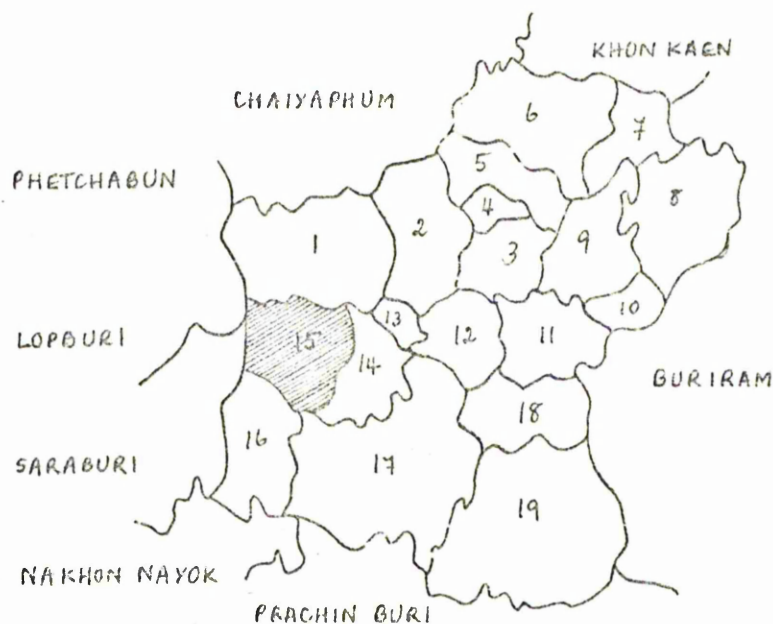 KHON KAEN
CHAIYAPHUM
6
7
5
PHETCHABUN
8
4
2
9
1
3
10
13
LOPBURI
15
12
11
14
BURIRAM
18
16
SARABURI
17
19
NAKHON NAYOK
PRACHIN BURI